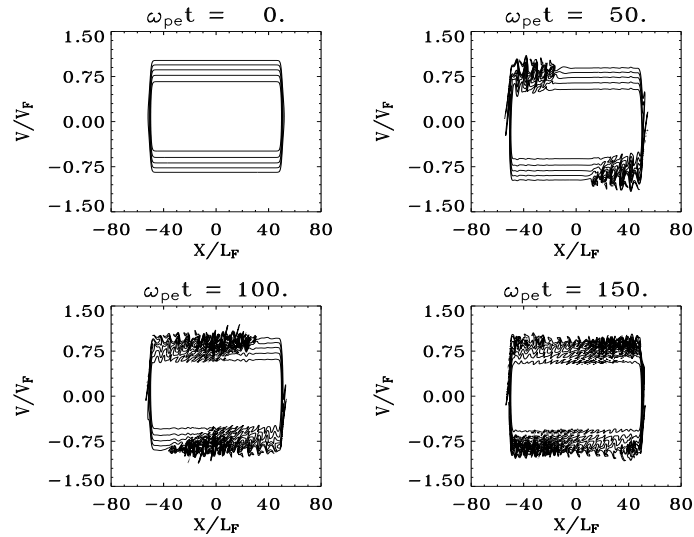 ω_pe t = 0.
1.50
0.75
0.00
−0.75
−1.50
V/V_F
−80 −40 0 40 80
X/L_F
ω_pe t = 50.
1.50
0.75
0.00
−0.75
−1.50
V/V_F
−80 −40 0 40 80
X/L_F
ω_pe t = 100.
1.50
0.75
0.00
−0.75
−1.50
V/V_F
−80 −40 0 40 80
X/L_F
ω_pe t = 150.
1.50
0.75
0.00
−0.75
−1.50
V/V_F
−80 −40 0 40 80
X/L_F